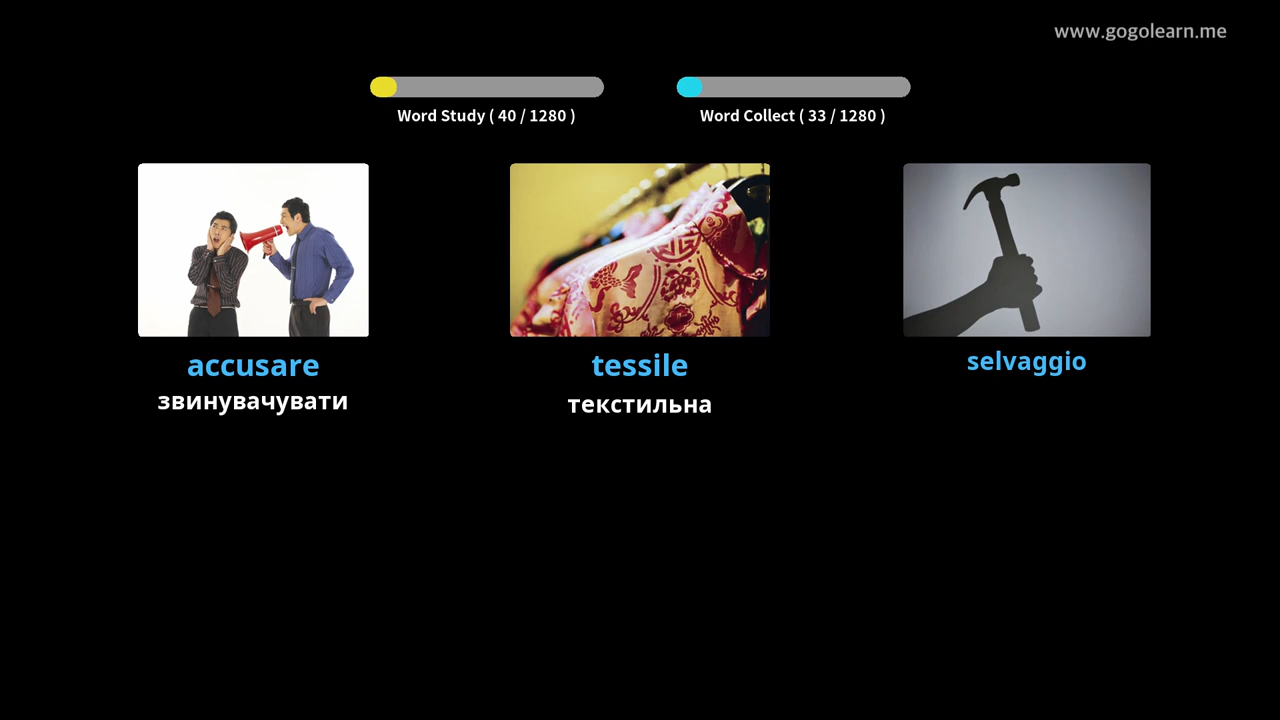 www.gogolearn.me
Word Study ( 40 / 1280 )
Word Collect ( 33 / 1280 )
accusare
звинувачувати
tessile
текстильна
selvaggio